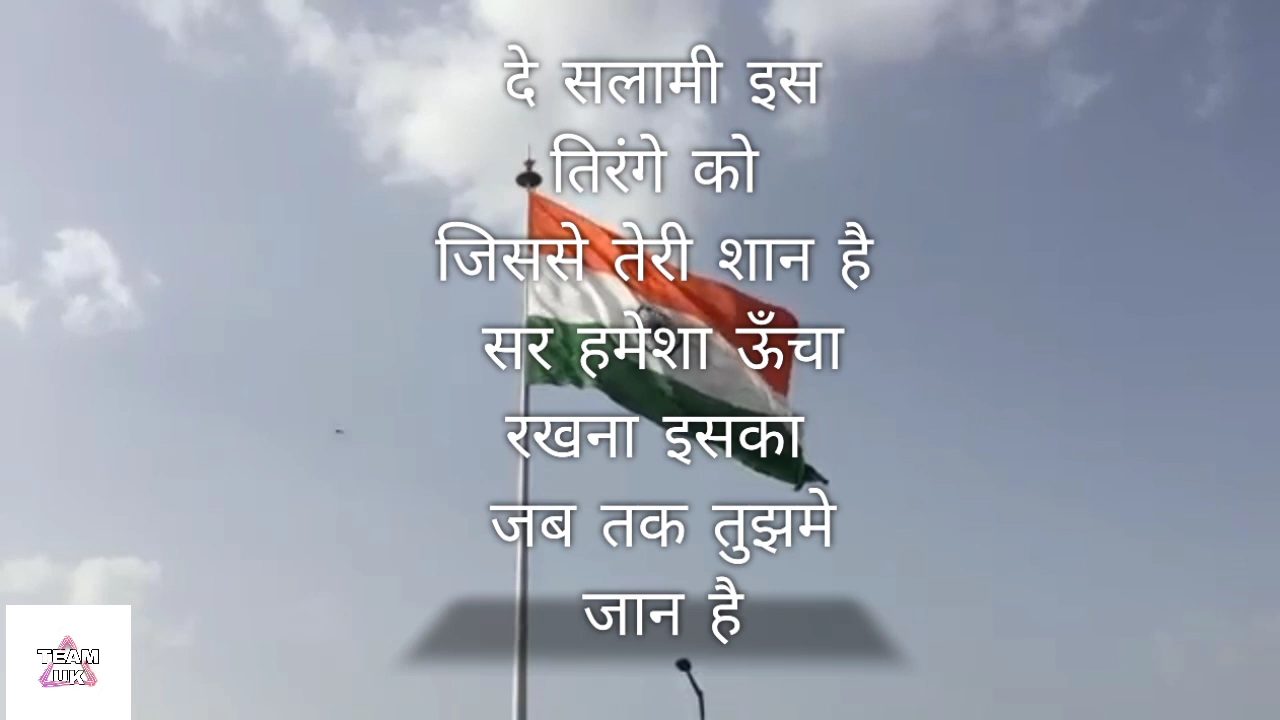 दे सलामी इस
तिरंगे को
जिससे तेरी शान है
सर हमेशा ऊँचा
रखना इसका
जब तक तुझमे
जान है
TEAM
UK